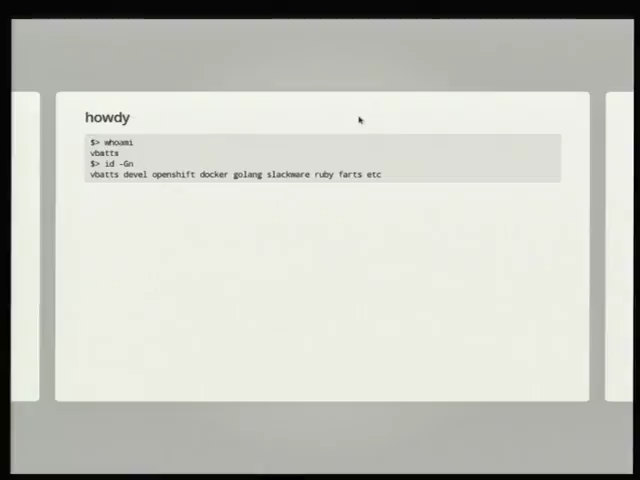 howdy
$> whoami
vbatts
$> id -Gn
vbatts devel openshift docker golang slackware ruby farts etc